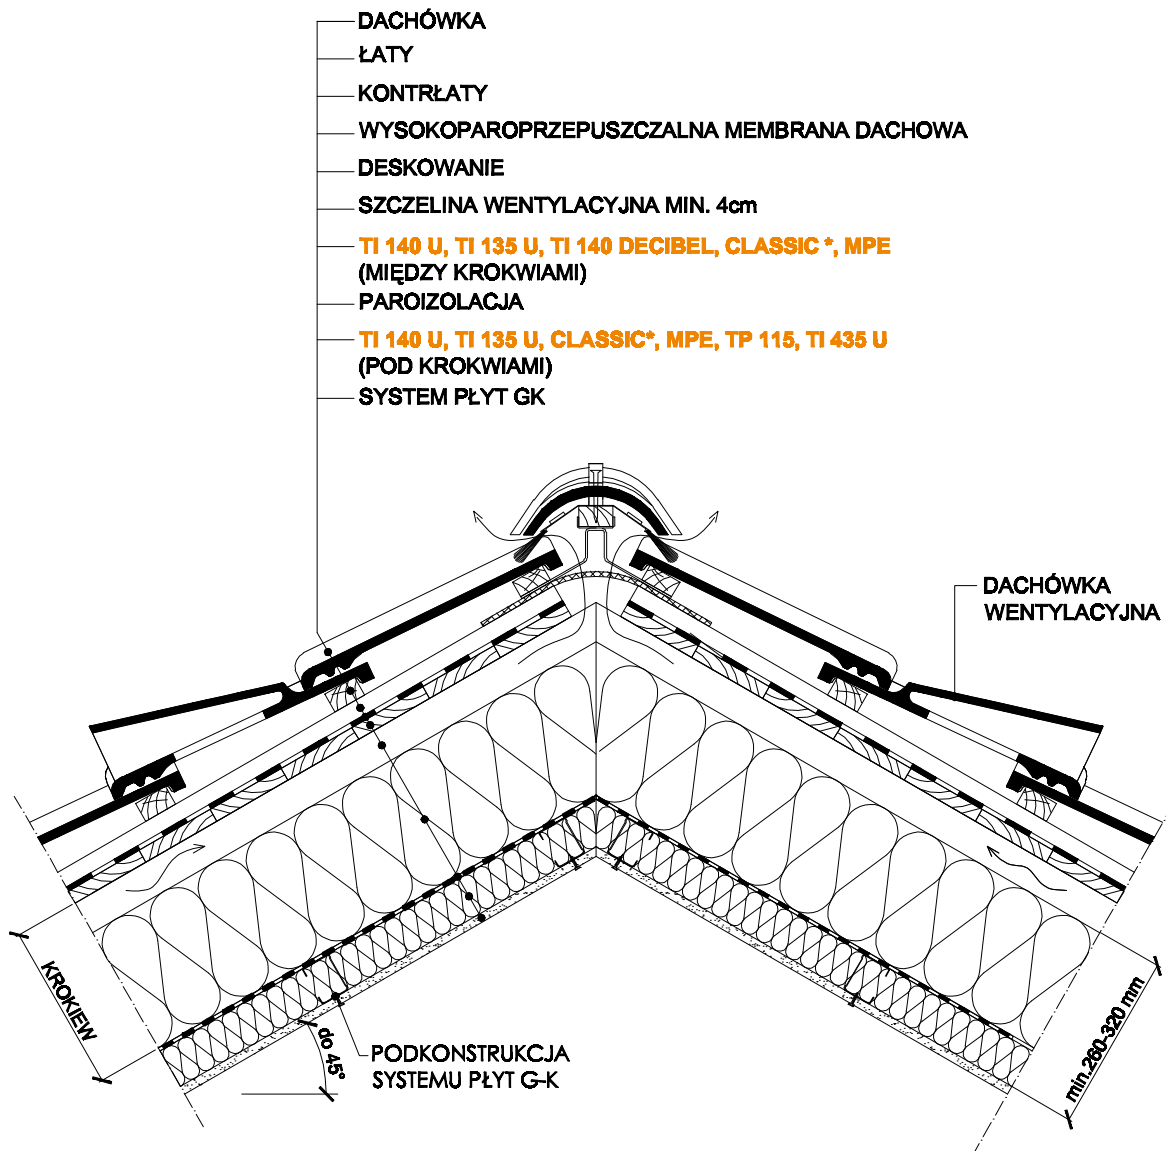 DACHÓWKA
ŁATY
KONTRŁATY
WYSOKOPAROPRZEPUSZCZALNA MEMBRANA DACHOWA
DESKOWANIE
SZCZELINA WENTYLACYJNA MIN. 4cm
TI 140 U, TI 135 U, TI 140 DECIBEL, CLASSIC *, MPE
(MIĘDZY KROKWIAMI)
PAROIZOLACJA
TI 140 U, TI 135 U, CLASSIC*, MPE, TP 115, TI 435 U
(POD KROKWIAMI)
SYSTEM PŁYT GK
DACHÓWKA
WENTYLACYJNA
KROKIEW
do 45°
PODKONSTRUKCJA
SYSTEMU PŁYT G-K
min.260-320 mm